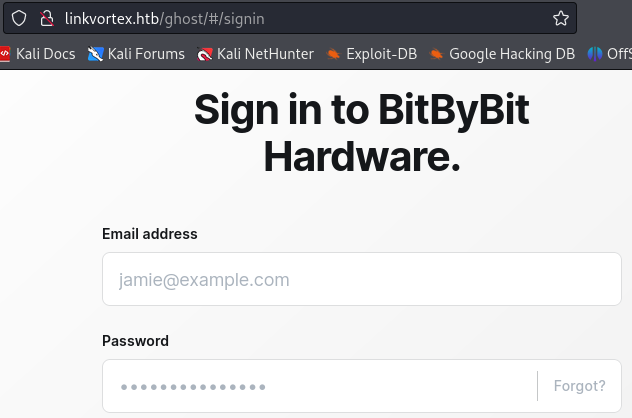 linkvortex.htb/ghost/#/signin
Kali Docs Kali Forums Kali NetHunter Exploit-DB Google Hacking DB OffS
Sign in to BitByBit
Hardware.
Email address
jamie@example.com
Password
••••••••••••••• Forgot?